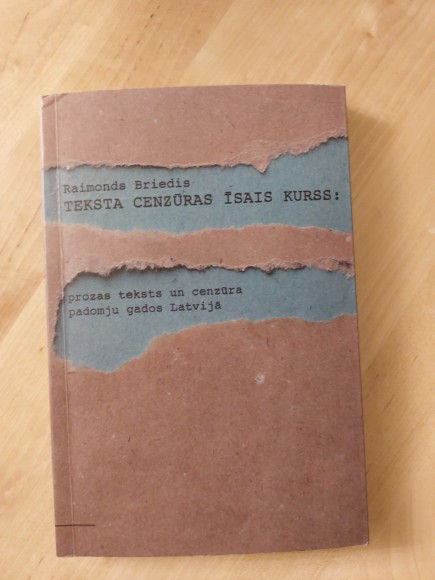 Raimonds Briedis
TEKSTA CENZŪRAS ĪSAIS KURSS:
prozas teksts un cenzūra
padomju gados Latvijā